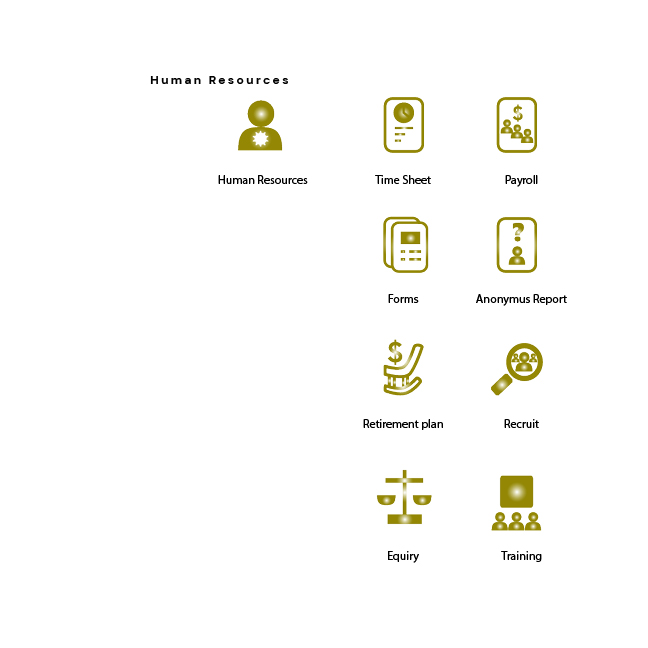 Human Resources
Human Resources
Time Sheet
Payroll
$
Forms
Anonymus Report
?
Retirement plan
$
Recruit
Equiry
Training